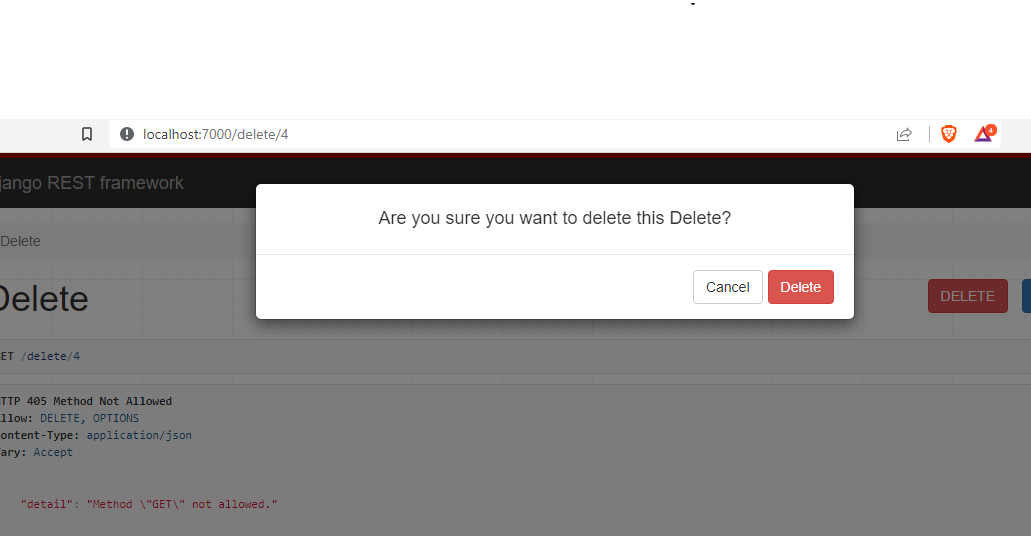 localhost:7000/delete/4
4
jango REST framework
Are you sure you want to delete this Delete?
Delete
Cancel
Delete
Delete
DELETE
ET /delete/4
TTP 405 Method Not Allowed
llow: DELETE, OPTIONS
ontent-Type: application/json
ary: Accept
"detail": "Method \"GET\" not allowed."